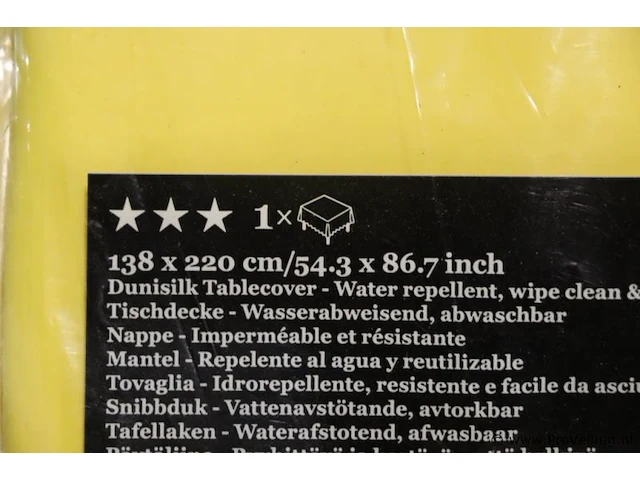 ★★★ 1×
138 x 220 cm/54.3 x 86.7 inch
Dunisilk Tablecover - Water repellent, wipe clean &
Tischdecke - Wasserabweisend, abwaschbar
Nappe - Imperméable et résistante
Mantel - Repelente al agua y reutilizable
Tovaglia - Idrorepellente, resistente e facile da asciu
Snibbduk - Vattenavstötande, avtorkbar
Tafellaken - Waterafstotend, afwasbaar